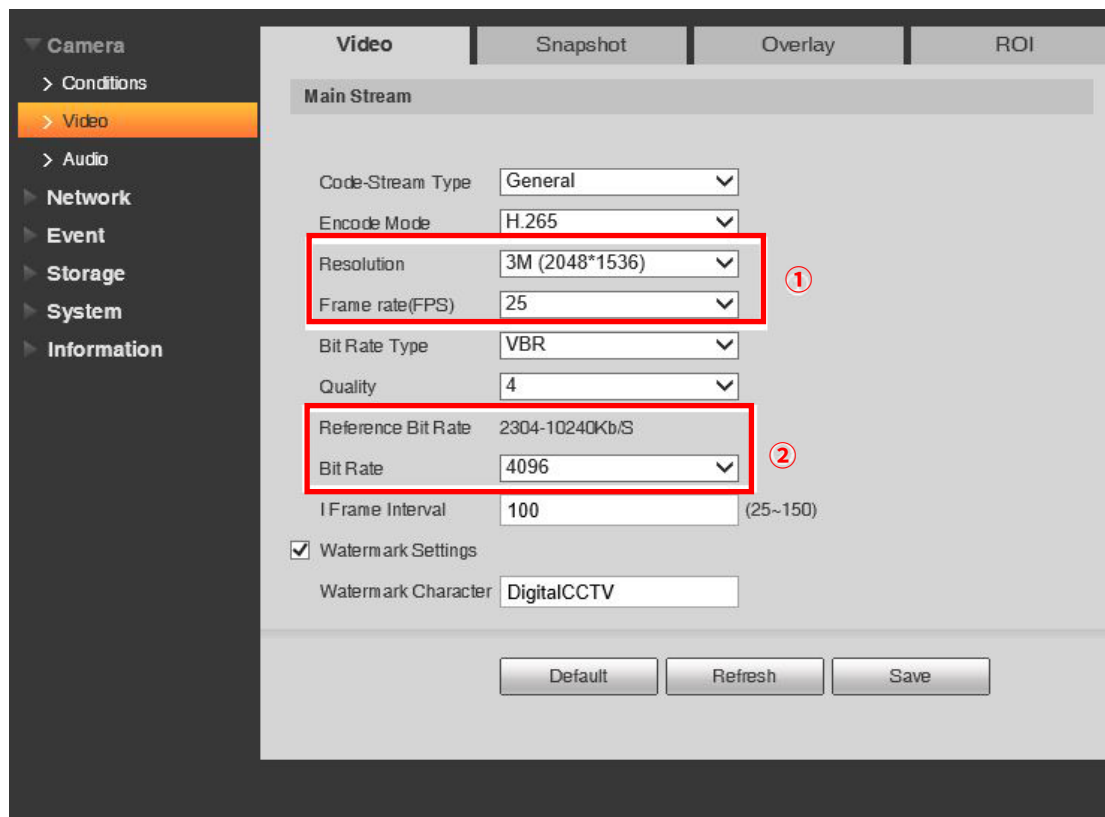 Camera
Conditions
Video
Audio
Network
Event
Storage
System
Information
Video Snapshot Overlay ROI
Main Stream
Code-Stream Type General
Encode Mode H.265
Resolution 3M (2048*1536)
Frame rate(FPS) 25
①
Bit Rate Type VBR
Quality 4
Reference Bit Rate 2304-10240Kb/S
Bit Rate 4096
②
I Frame Interval 100 (25~150)
Watermark Settings
Watermark Character DigitalCCTV
Default Refresh Save